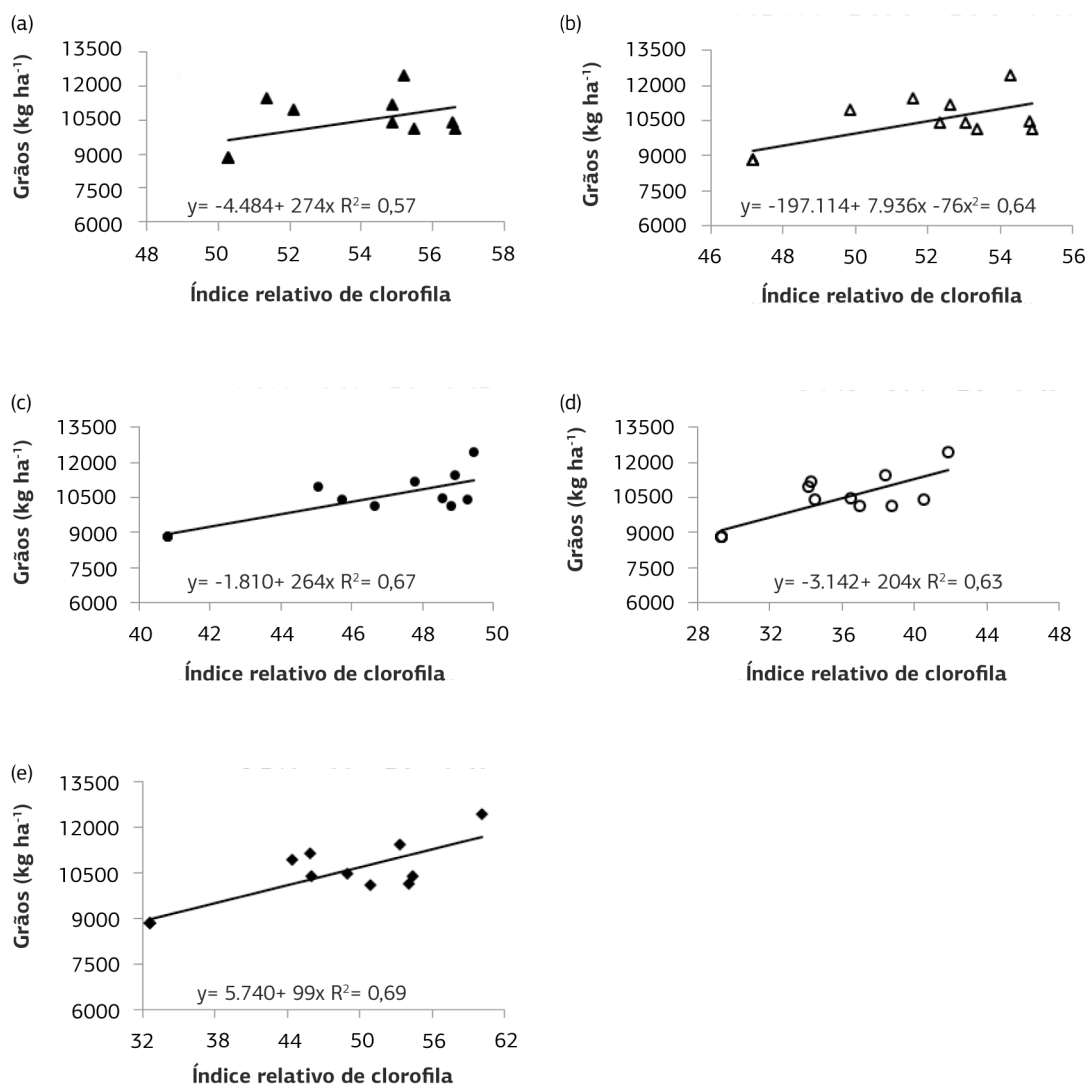 (a)
Grãos (kg ha⁻¹)
13500
12000
10500
9000
7500
6000
y= -4.484+ 274x R²= 0,57
48 50 52 54 56 58
Índice relativo de clorofila
(b)
Grãos (kg ha⁻¹)
13500
12000
10500
9000
7500
6000
y= -197.114+ 7.936x -76x²= 0,64
46 48 50 52 54 56
Índice relativo de clorofila
(c)
Grãos (kg ha⁻¹)
13500
12000
10500
9000
7500
6000
y= -1.810+ 264x R²= 0,67
40 42 44 46 48 50
Índice relativo de clorofila
(d)
Grãos (kg ha⁻¹)
13500
12000
10500
9000
7500
6000
y= -3.142+ 204x R²= 0,63
28 32 36 40 44 48
Índice relativo de clorofila
(e)
Grãos (kg ha⁻¹)
13500
12000
10500
9000
7500
6000
y= 5.740+ 99x R²= 0,69
32 38 44 50 56 62
Índice relativo de clorofila